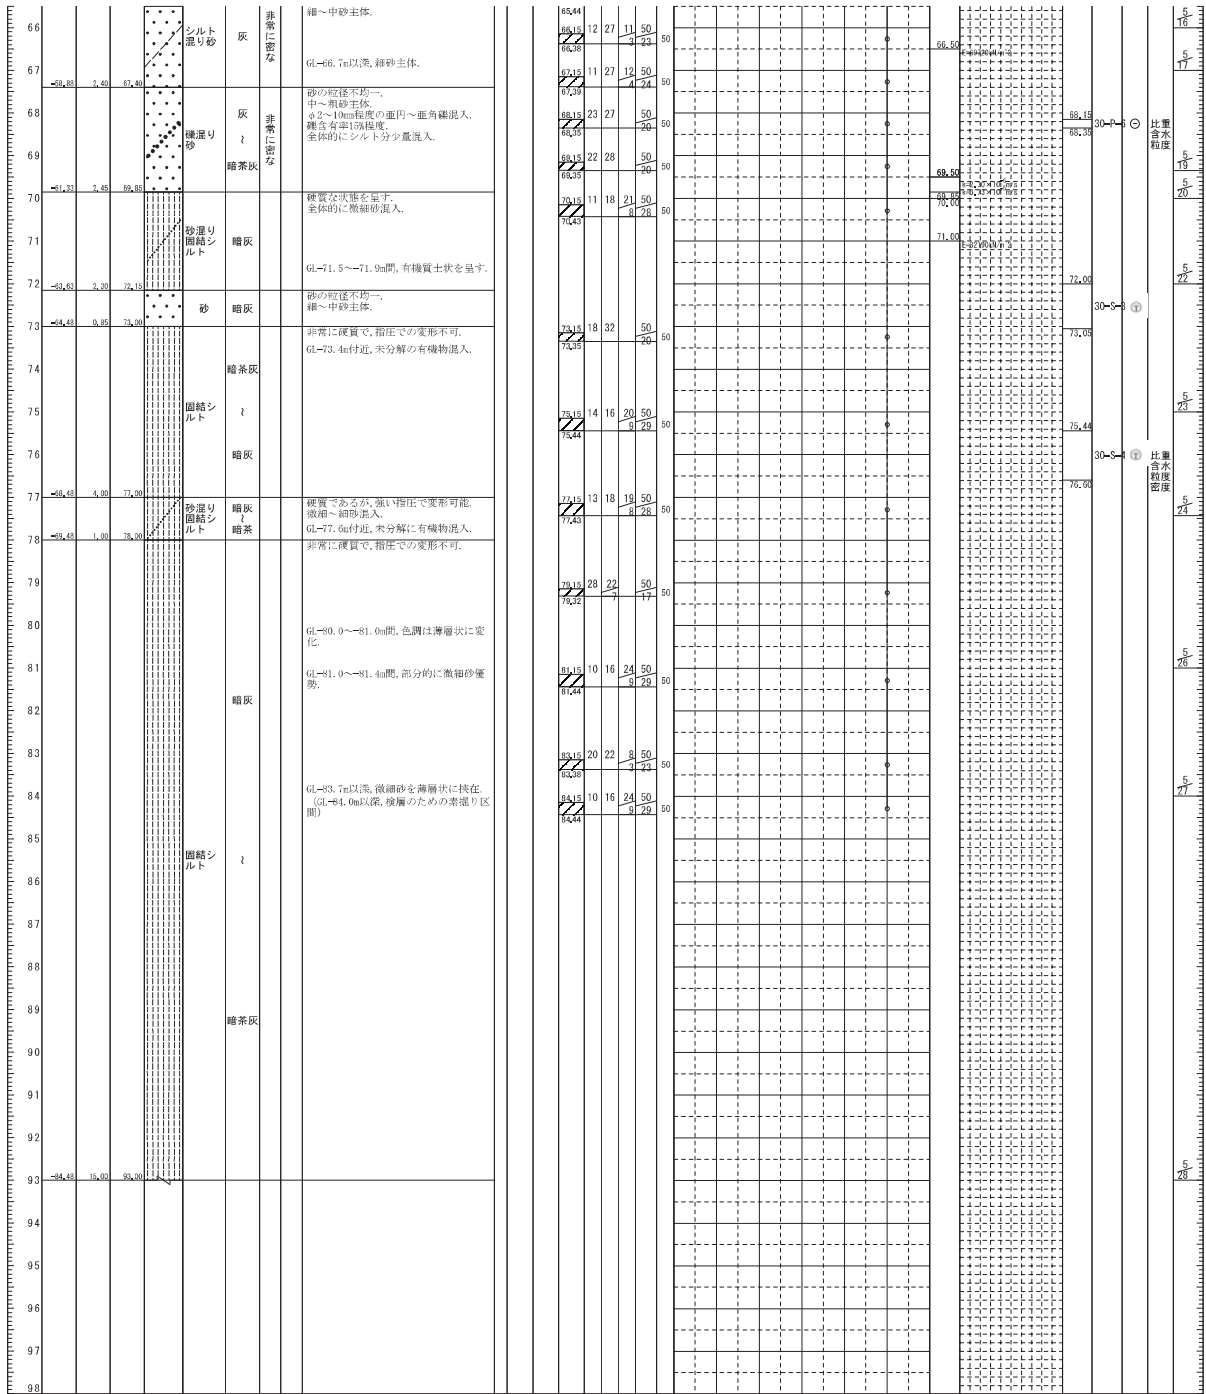 細～中砂主体.
65.44
66
シルト
混り砂
灰
非常に密な
66.15 12 27 11 50
3 23
50
66.38
66.50
5
16
GL-66.7m以深, 細砂主体.
67
67.15 11 27 12 50
4 24
50
67.39
5
17
-58.88 2.40 67.40
砂の粒径不均一.
中～粗砂主体.
φ2～10mm程度の亜円～亜角礫混入.
礫含有率15%程度.
全体的にシルト分少量混入.
68
礫混り
砂
灰
～
暗茶灰
非常に密な
68.15 23 27 50
20
50
68.35
68.15
68.35
30-P-6
比重
含水
粒度
69
69.15 22 28 50
20
50
69.35
69.50
5
19
-61.33 2.45 69.85
69.85
70.00
5
20
70
硬質な状態を呈す.
全体的に微細砂混入.
70.15 11 18 21 50
8 28
50
70.43
71
砂混り
固結シ
ルト
暗灰
71.00
GL-71.5～-71.9m間, 有機質土状を呈す.
72
-63.63 2.30 72.15
72.00
5
22
砂の粒径不均一.
細～中砂主体.
砂
暗灰
30-S-3
T
73
-64.48 0.85 73.00
73.05
非常に硬質で, 指圧での変形不可.
GL-73.4m付近, 未分解の有機物混入.
73.15 18 32 50
20
50
73.35
74
暗茶灰
75
固結シ
ルト
～
75.15 14 16 20 50
9 29
50
75.44
75.44
5
23
76
暗灰
30-S-4
T
比重
含水
粒度
密度
76.60
77
-68.48 4.00 77.00
砂混り
固結シ
ルト
暗灰
～
暗茶
硬質であるが, 強い指圧で変形可能.
微細～細砂混入.
GL-77.6m付近, 未分解に有機物混入.
77.15 13 18 19 50
8 28
50
77.43
5
24
78
-69.48 1.00 78.00
非常に硬質で, 指圧での変形不可.
79
79.15 28 22 50
7 17
50
79.32
80
GL-80.0～-81.0m間, 色調は薄層状に変
化.
81
GL-81.0～-81.4m間, 部分的に微細砂優
勢.
81.15 10 16 24 50
9 29
50
81.44
5
26
82
暗灰
83
83.15 20 22 8 50
3 23
50
83.38
84
GL-83.7m以深, 微細砂を薄層状に挟在.
（GL-84.0m以深, 検層のための素掘り区
間）
84.15 10 16 24 50
9 29
50
84.44
5
27
85
固結シ
ルト
～
86
87
88
89
暗茶灰
90
91
92
93
-84.48 15.00 93.00
5
28
94
95
96
97
98